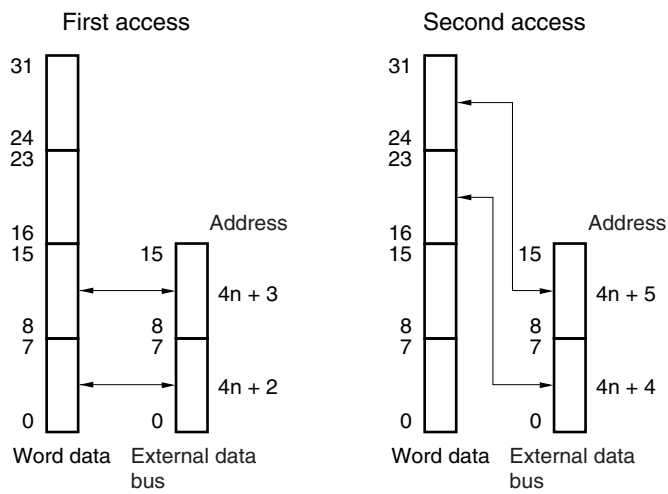 First access
31
24
23
16
15
8
7
0
Address
15
4n + 3
8
7
4n + 2
0
Word data
External data
bus
Second access
31
24
23
16
15
8
7
0
Address
15
4n + 5
8
7
4n + 4
0
Word data
External data
bus